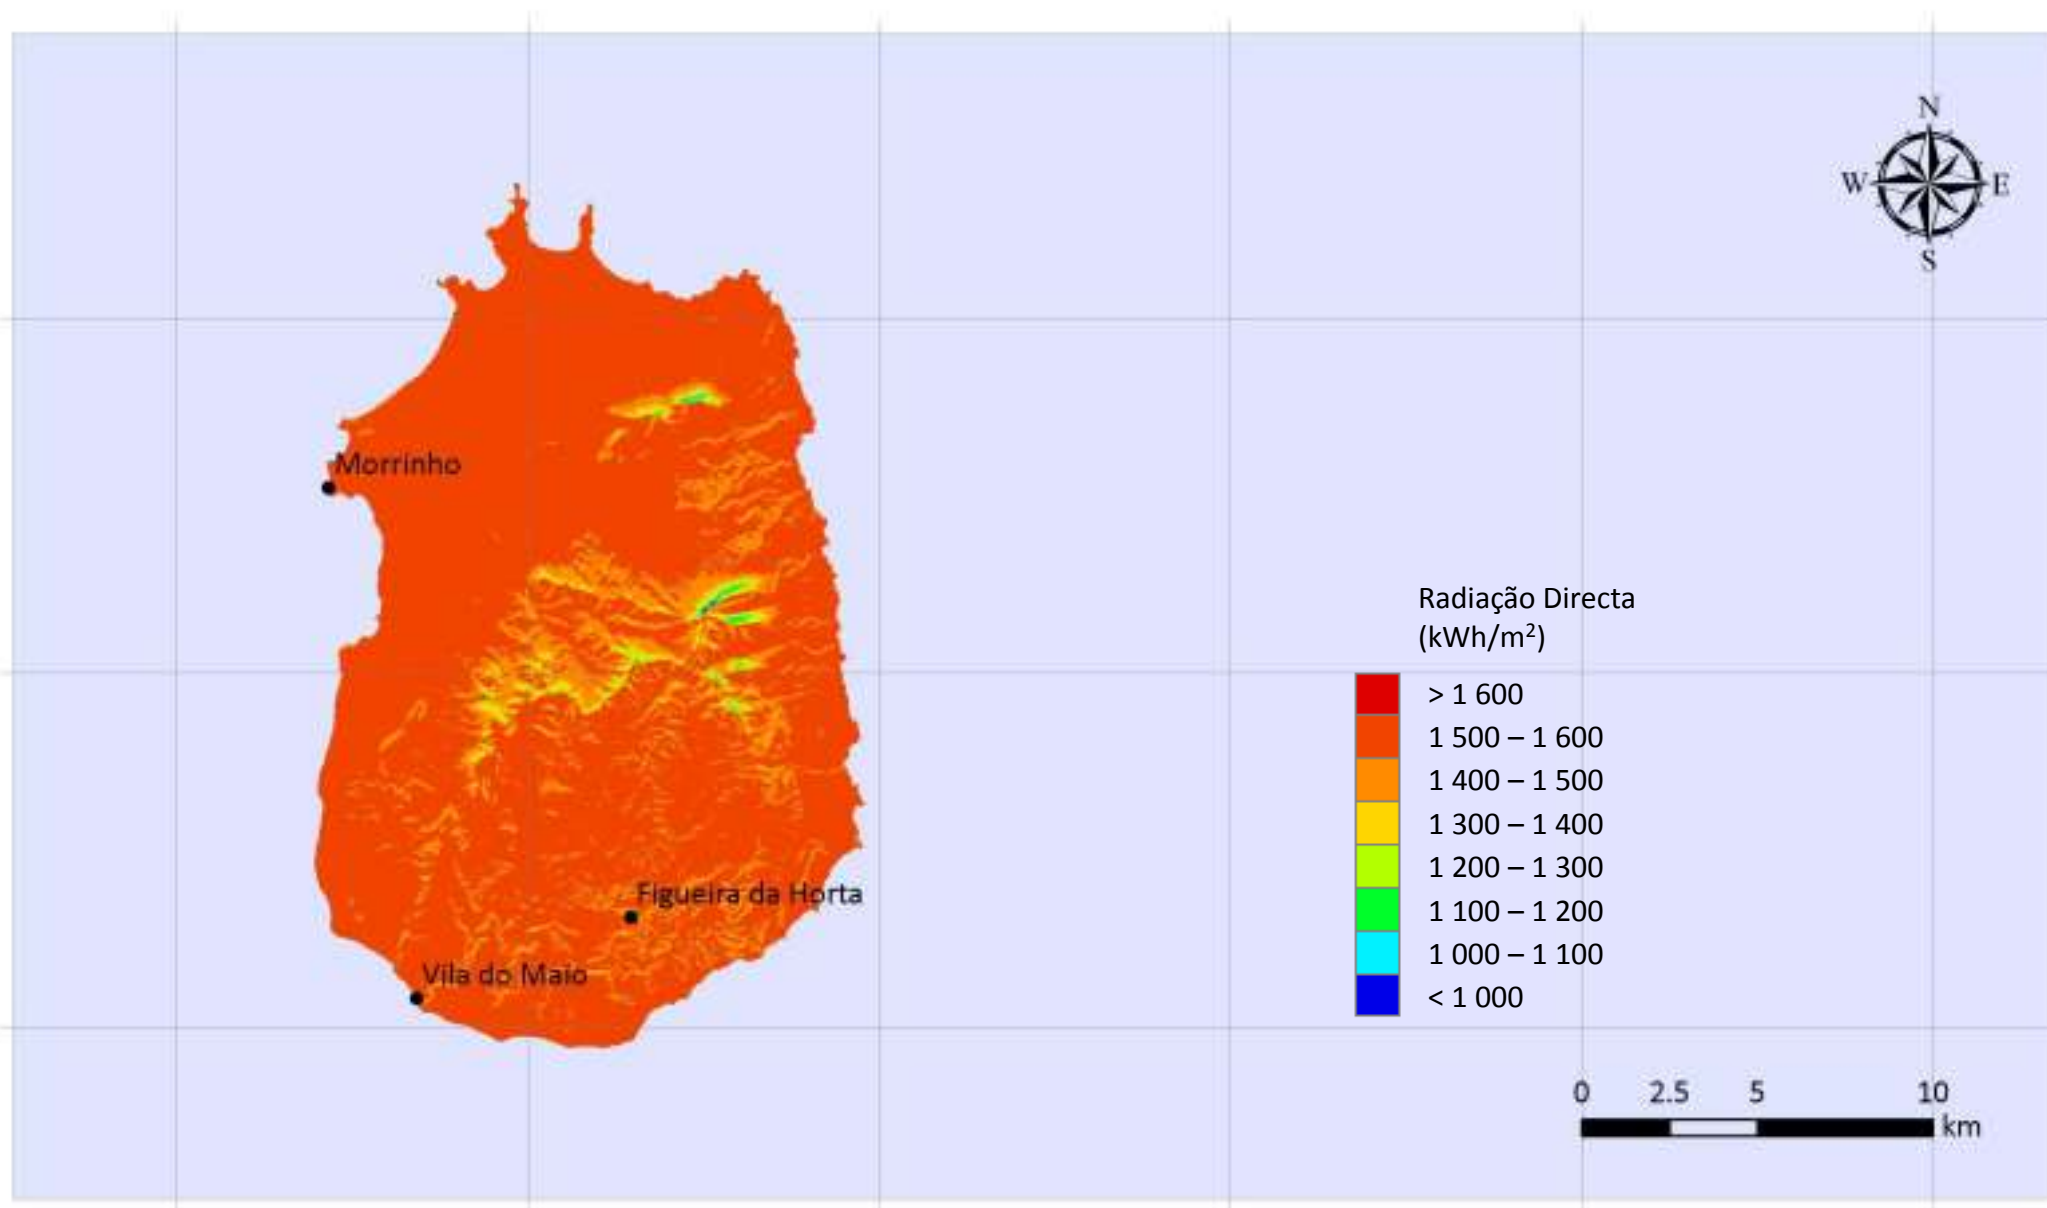 N
W E
S
Morrinho
Radiação Directa
(kWh/m²)
> 1 600
1 500 – 1 600
1 400 – 1 500
1 300 – 1 400
1 200 – 1 300
1 100 – 1 200
1 000 – 1 100
< 1 000
Figueira da Horta
Vila do Maio
0 2.5 5 10
km